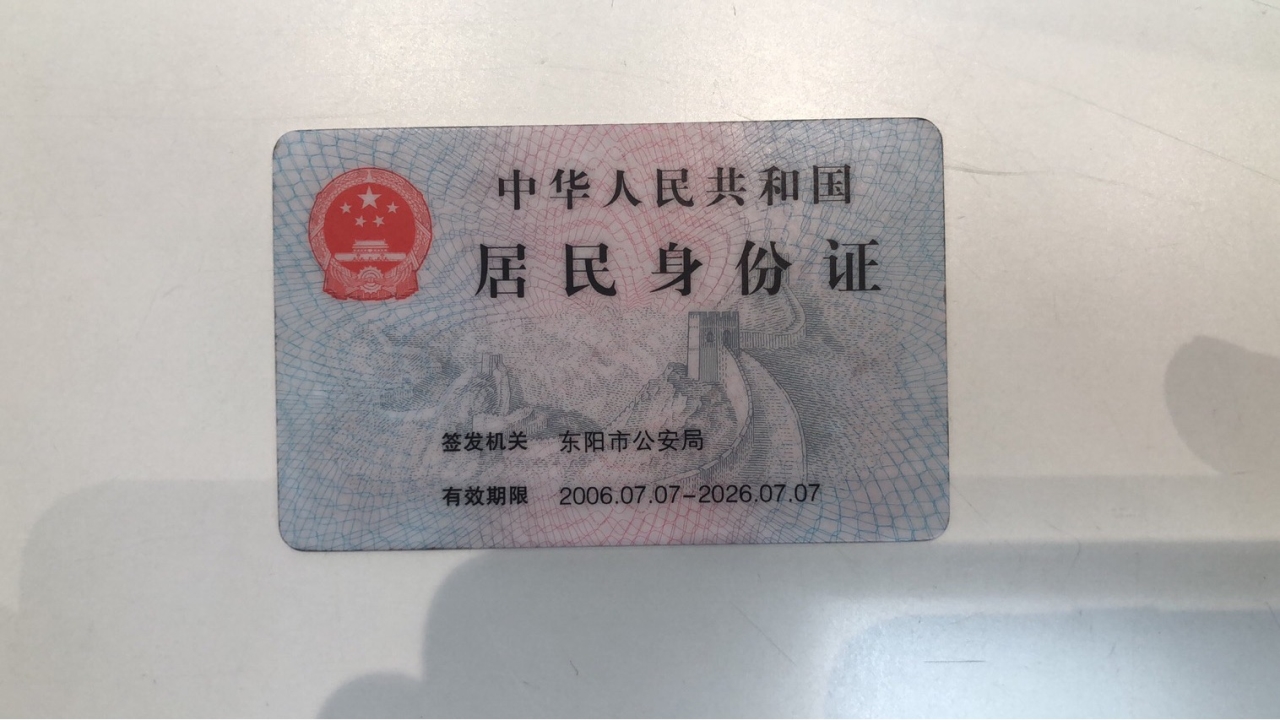 中华人民共和国
居民身份证
签发机关 东阳市公安局
有效期限 2006.07.07-2026.07.07